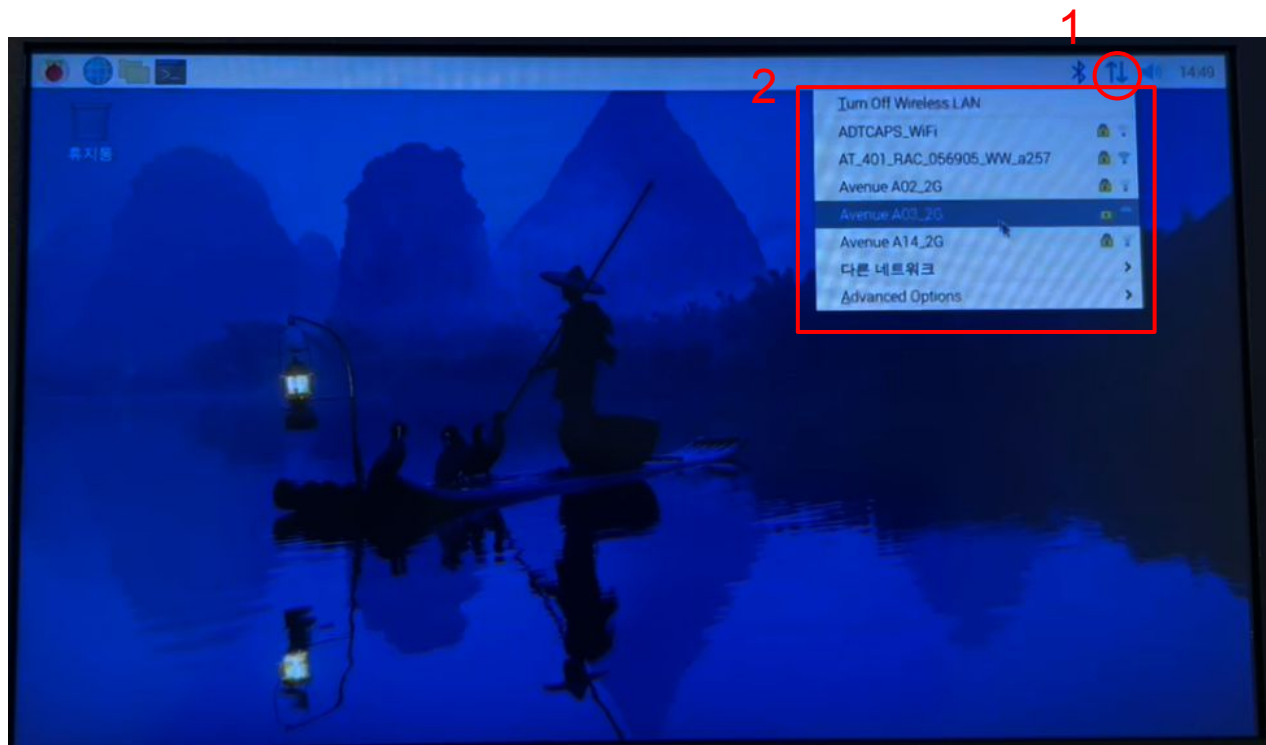 1
14:49
2
Turn Off Wireless LAN
ADTCAPS_WiFi
AT_401_RAC_056905_WW_a257
Avenue A02_2G
Avenue A03_2G
Avenue A14_2G
다른 네트워크
Advanced Options
휴지통